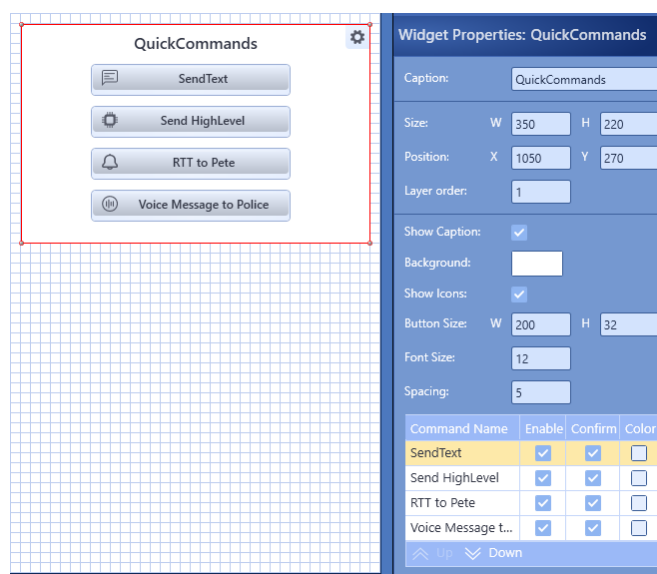 QuickCommands
SendText
Send HighLevel
RTT to Pete
Voice Message to Police
Widget Properties: QuickCommands
Caption: QuickCommands
Size: W 350 H 220
Position: X 1050 Y 270
Layer order: 1
Show Caption:
Background:
Show Icons:
Button Size: W 200 H 32
Font Size: 12
Spacing: 5
Command Name Enable Confirm Color
SendText
Send HighLevel
RTT to Pete
Voice Message t...
Up Down